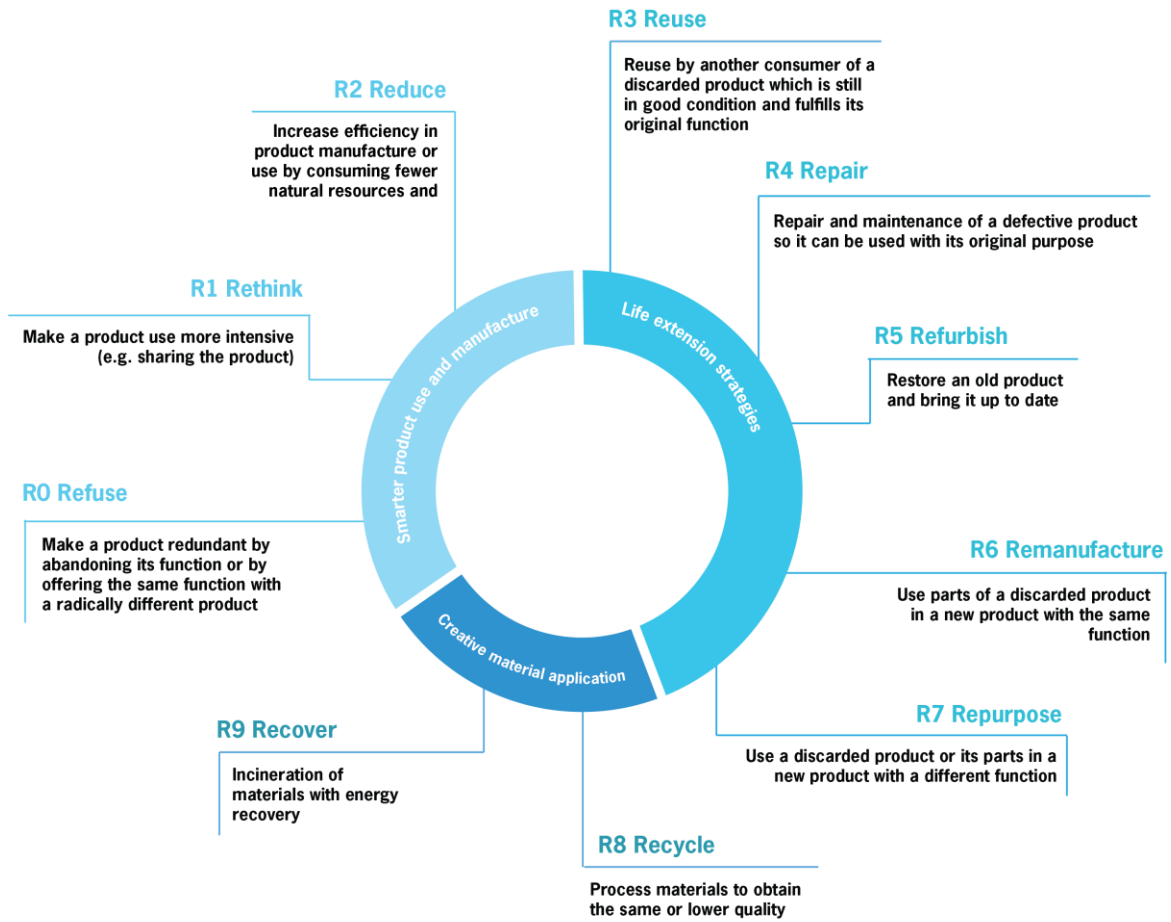 R0 Refuse
Make a product redundant by
abandoning its function or by
offering the same function with
a radically different product
R1 Rethink
Make a product use more intensive
(e.g. sharing the product)
R2 Reduce
Increase efficiency in
product manufacture or
use by consuming fewer
natural resources and
R3 Reuse
Reuse by another consumer of a
discarded product which is still
in good condition and fulfills its
original function
R4 Repair
Repair and maintenance of a defective product
so it can be used with its original purpose
R5 Refurbish
Restore an old product
and bring it up to date
R6 Remanufacture
Use parts of a discarded product
in a new product with the same
function
R7 Repurpose
Use a discarded product or its parts in a
new product with a different function
R8 Recycle
Process materials to obtain
the same or lower quality
R9 Recover
Incineration of
materials with energy
recovery
Smarter product use and manufacture
Life extension strategies
Creative material application